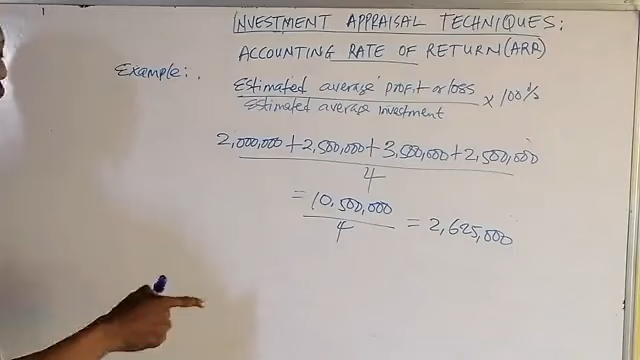 INVESTMENT APPRAISAL TECHNIQUES:
ACCOUNTING RATE OF RETURN (ARR)
Example:.
Estimated average profit or loss
Estimated average investment
× 100%
2,000,000 + 2,500,000 + 3,500,000 + 2,500,000
4
= 10,500,000
4
= 2,625,000